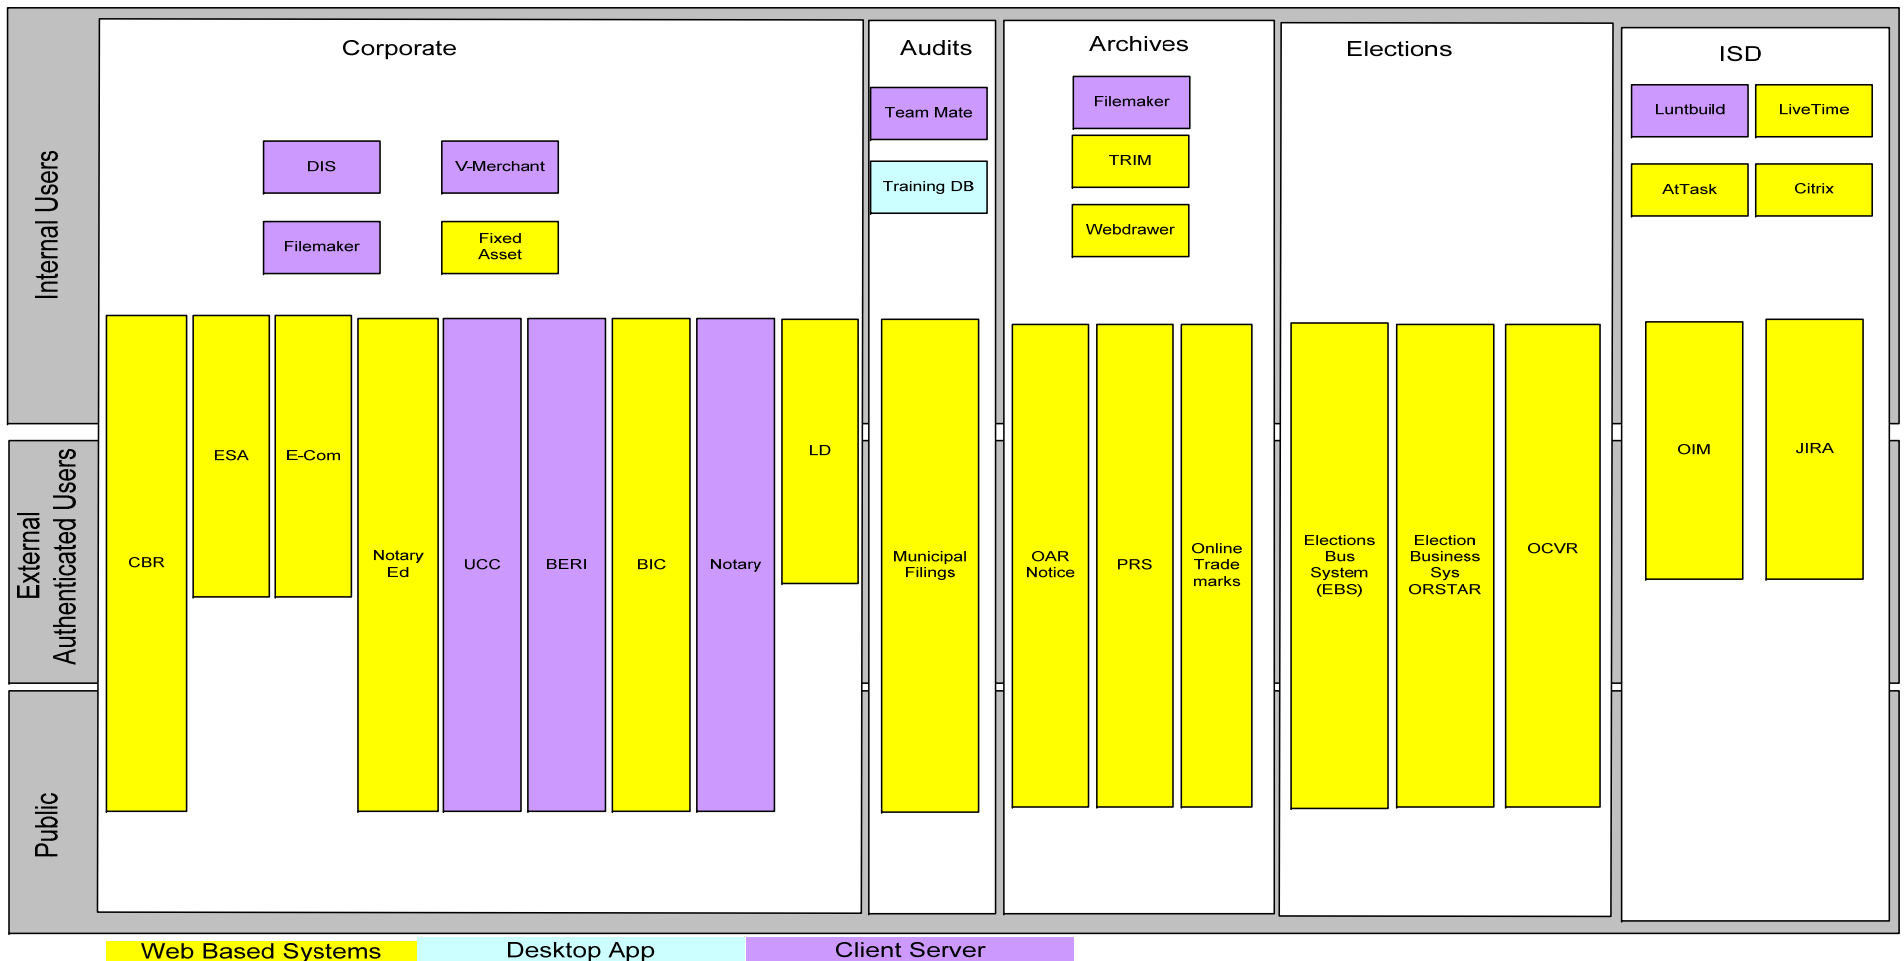 Corporate
Audits
Archives
Elections
ISD
Internal Users
External
Authenticated Users
Public
DIS
V-Merchant
Filemaker
Fixed
Asset
Team Mate
Training DB
Filemaker
TRIM
Webdrawer
Luntbuild
LiveTime
AtTask
Citrix
CBR
ESA
E-Com
Notary
Ed
UCC
BERI
BIC
Notary
LD
Municipal
Filings
OAR
Notice
PRS
Online
Trade
marks
Elections
Bus
System
(EBS)
Election
Business
Sys
ORSTAR
OCVR
OIM
JIRA
Web Based Systems
Desktop App
Client Server